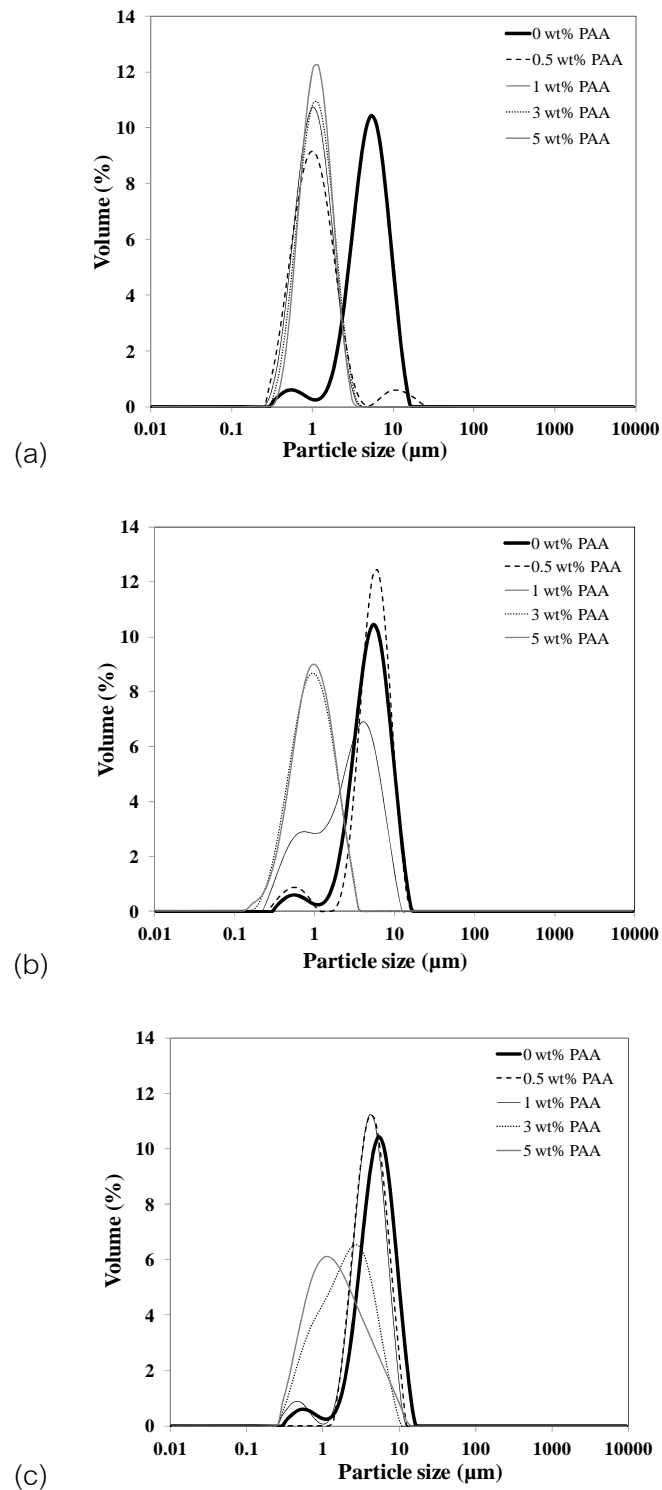 14
12
10
8
6
4
2
0
Volume (%)
0 wt% PAA
0.5 wt% PAA
1 wt% PAA
3 wt% PAA
5 wt% PAA
0.01 0.1 1 10 100 1000 10000
Particle size (µm)
(a)
14
12
10
8
6
4
2
0
Volume (%)
0 wt% PAA
0.5 wt% PAA
1 wt% PAA
3 wt% PAA
5 wt% PAA
0.01 0.1 1 10 100 1000 10000
Particle size (µm)
(b)
14
12
10
8
6
4
2
0
Volume (%)
0 wt% PAA
0.5 wt% PAA
1 wt% PAA
3 wt% PAA
5 wt% PAA
0.01 0.1 1 10 100 1000 10000
Particle size (µm)
(c)